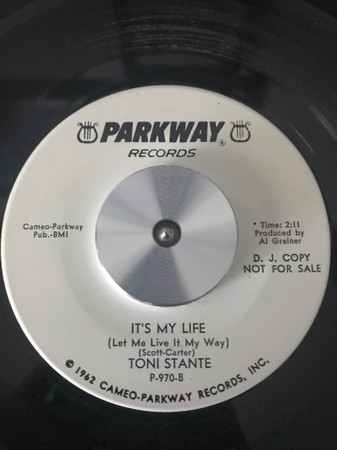 PARKWAY®
RECORDS
Cameo-Parkway
Pub.-BMI
* Time: 2:11
Produced by
Al Greiner
D. J. COPY
NOT FOR SALE
IT'S MY LIFE
(Let Me Live It My Way)
(Scott-Carter)
TONI STANTE
P-970-B
© 1962 CAMEO-PARKWAY RECORDS, INC.